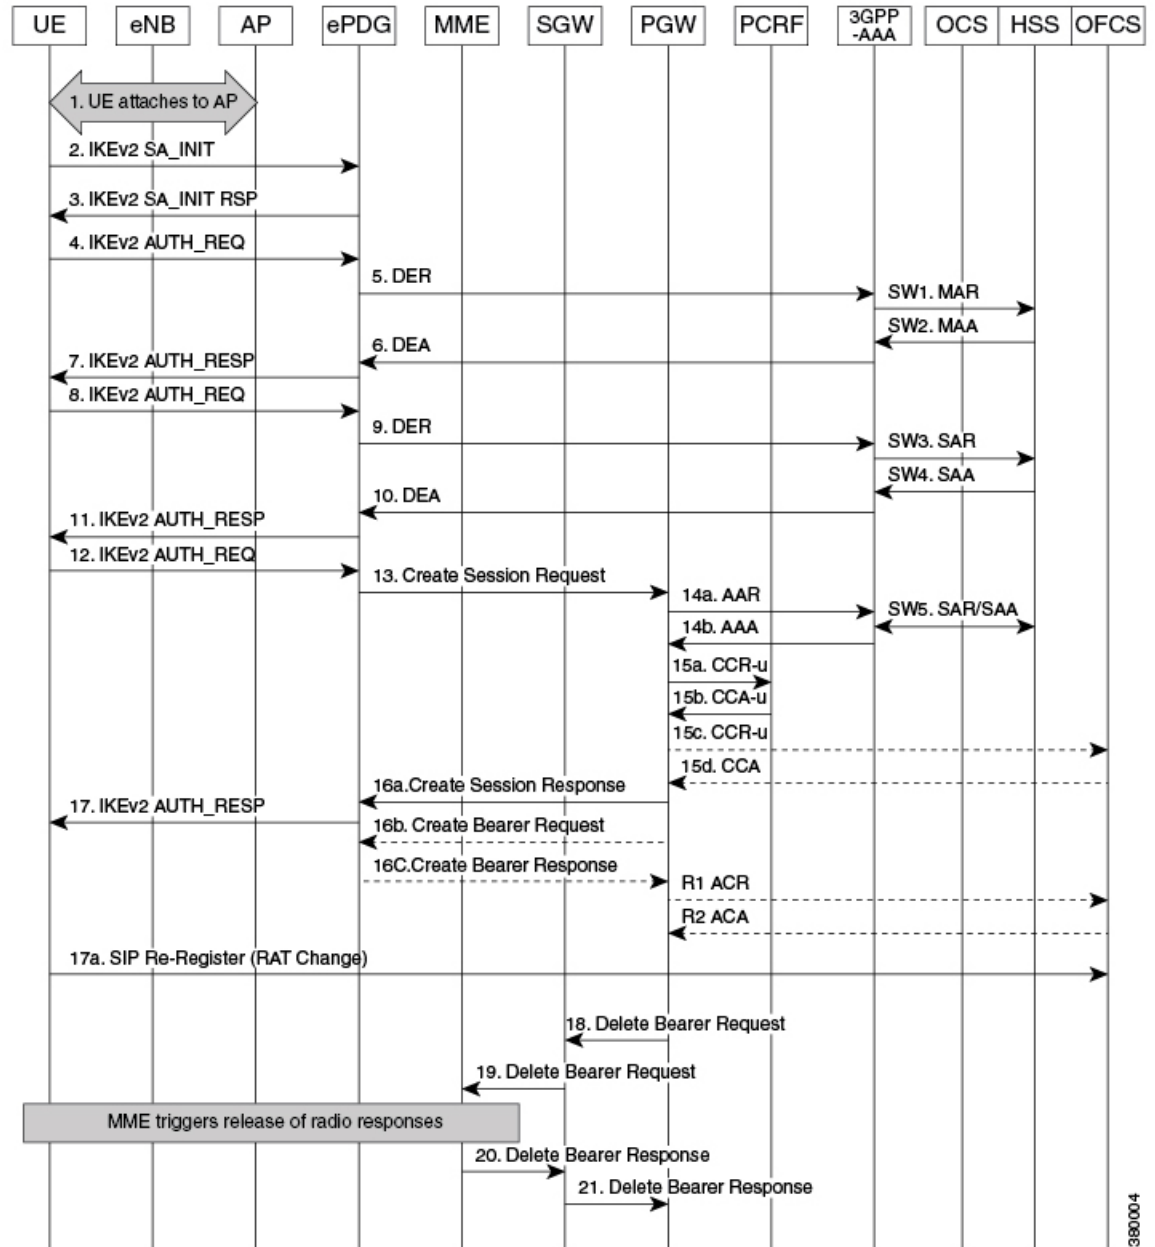 UE eNB AP ePDG MME SGW PGW PCRF 3GPP OCS HSS OFCS
-AAA
1. UE attaches to AP
2. IKEv2 SA_INIT
3. IKEv2 SA_INIT RSP
4. IKEv2 AUTH_REQ
5. DER
SW1. MAR
SW2. MAA
6. DEA
7. IKEv2 AUTH_RESP
8. IKEv2 AUTH_REQ
9. DER
SW3. SAR
SW4. SAA
10. DEA
11. IKEv2 AUTH_RESP
12. IKEv2 AUTH_REQ
13. Create Session Request
14a. AAR
SW5. SAR/SAA
14b. AAA
15a. CCR-u
15b. CCA-u
15c. CCR-u
15d. CCA
16a.Create Session Response
17. IKEv2 AUTH_RESP
16b. Create Bearer Request
16C.Create Bearer Response
R1 ACR
R2 ACA
17a. SIP Re-Register (RAT Change)
18. Delete Bearer Request
19. Delete Bearer Request
MME triggers release of radio responses
20. Delete Bearer Response
21. Delete Bearer Response
380004